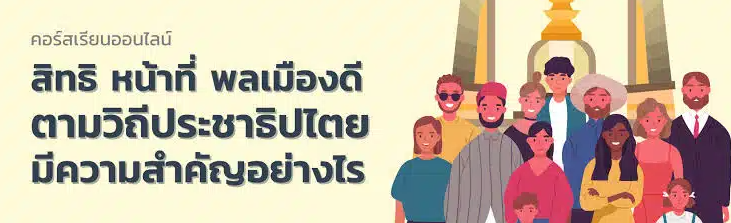 คอร์สเรียนออนไลน์
สิทธิ หน้าที่ พลเมืองดี
ตามวิถีประชาธิปไตย
มีความสำคัญอย่างไร